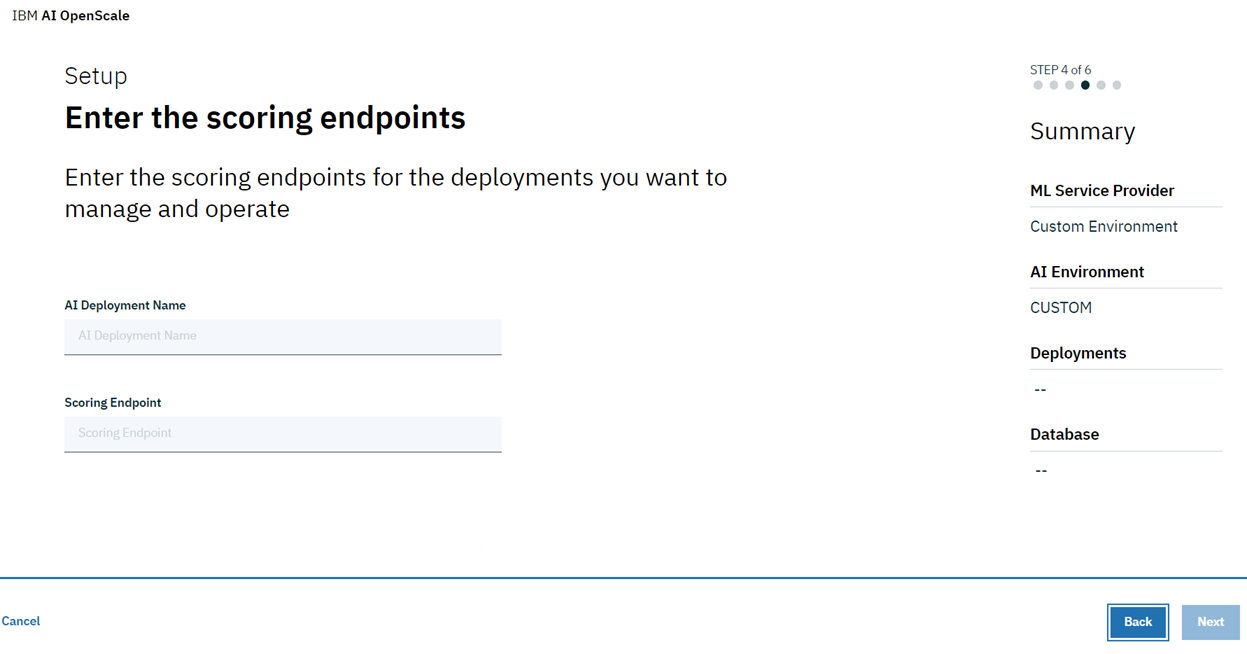 IBM AI OpenScale
Setup
Enter the scoring endpoints
Enter the scoring endpoints for the deployments you want to
manage and operate
AI Deployment Name
AI Deployment Name
Scoring Endpoint
Scoring Endpoint
STEP 4 of 6
Summary
ML Service Provider
Custom Environment
AI Environment
CUSTOM
Deployments
--
Database
--
Cancel
Back
Next